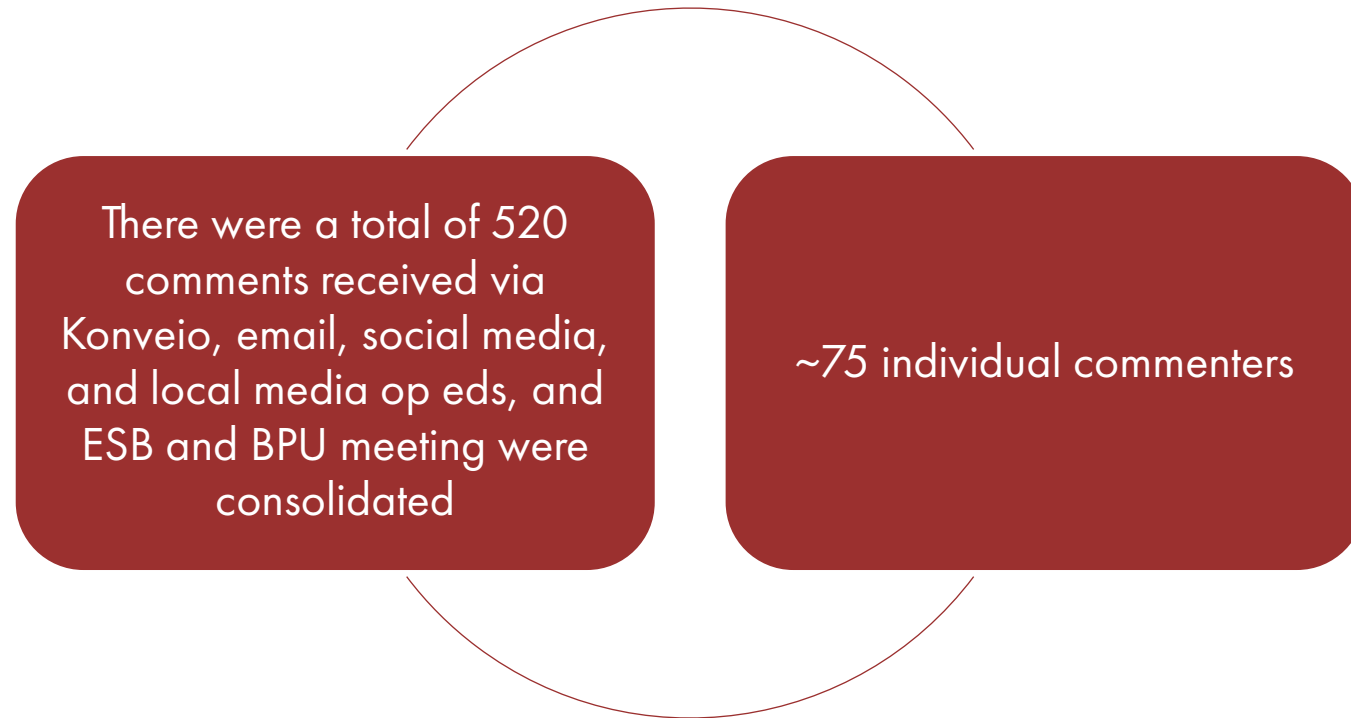 There were a total of 520
comments received via
Konveio, email, social media,
and local media op eds, and
ESB and BPU meeting were
consolidated
~75 individual commenters